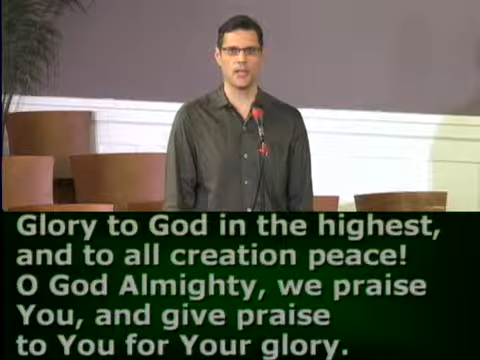 Glory to God in the highest,
and to all creation peace!
O God Almighty, we praise
You, and give praise
to You for Your glory.